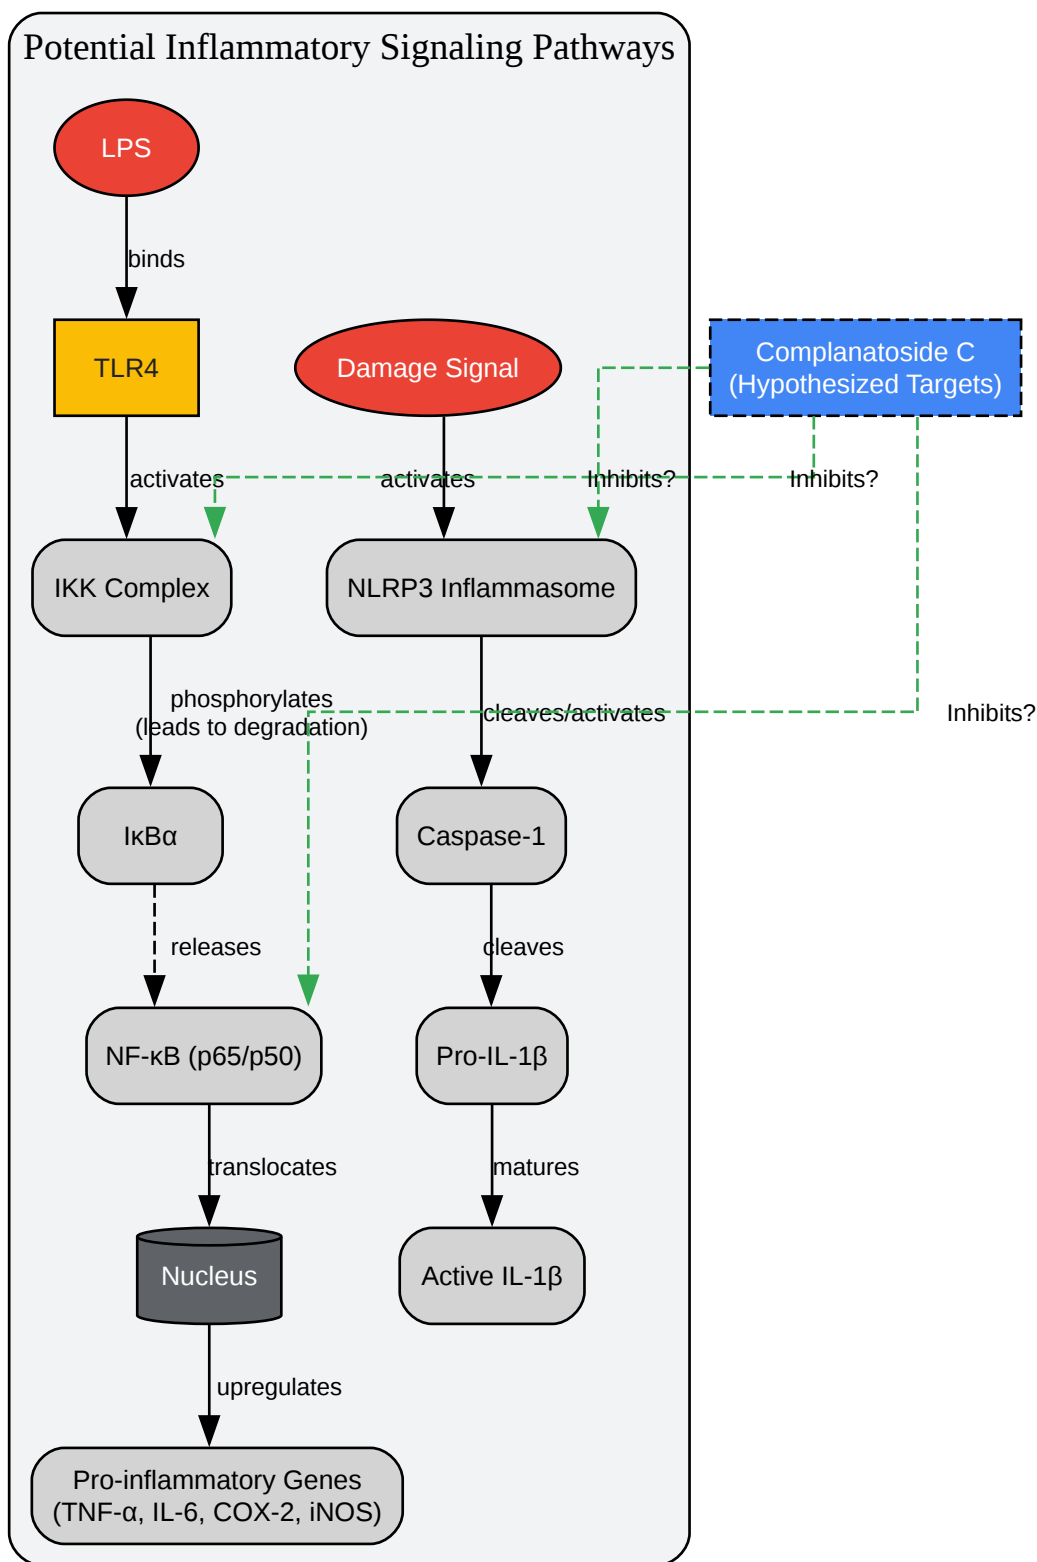 Potential Inflammatory Signaling Pathways
LPS
binds
TLR4
Damage Signal
Complanatoside C
(Hypothesized Targets)
activates
activates
Inhibits?
Inhibits?
IKK Complex
NLRP3 Inflammasome
phosphorylates
(leads to degradation)
cleaves/activates
Inhibits?
IκBα
Caspase-1
releases
cleaves
NF-κB (p65/p50)
Pro-IL-1β
translocates
matures
Nucleus
Active IL-1β
upregulates
Pro-inflammatory Genes
(TNF-α, IL-6, COX-2, iNOS)